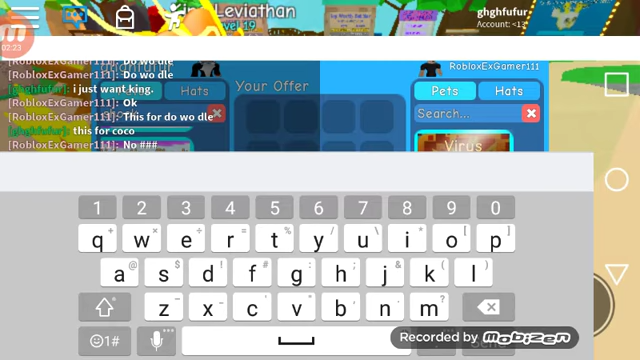 Leviathan
Level 19
ghghfufur
Account: <13
02:23
[RobloxExGamer111]: Do wo dle
[RobloxExGamer111]: Do wo dle
[ghghfufur]: i just want king.
[RobloxExGamer111]: Ok
[RobloxExGamer111]: This for do wo dle
[ghghfufur]: this for coco
[RobloxExGamer111]: No ###
Hats
Your Offer
RobloxExGamer111
Pets
Hats
Search...
Virus
1 2 3 4 5 6 7 8 9 0
q w e r t y u i o p
a s d f g h j k l
z x c v b n m
1#
Recorded by MOBIZEN